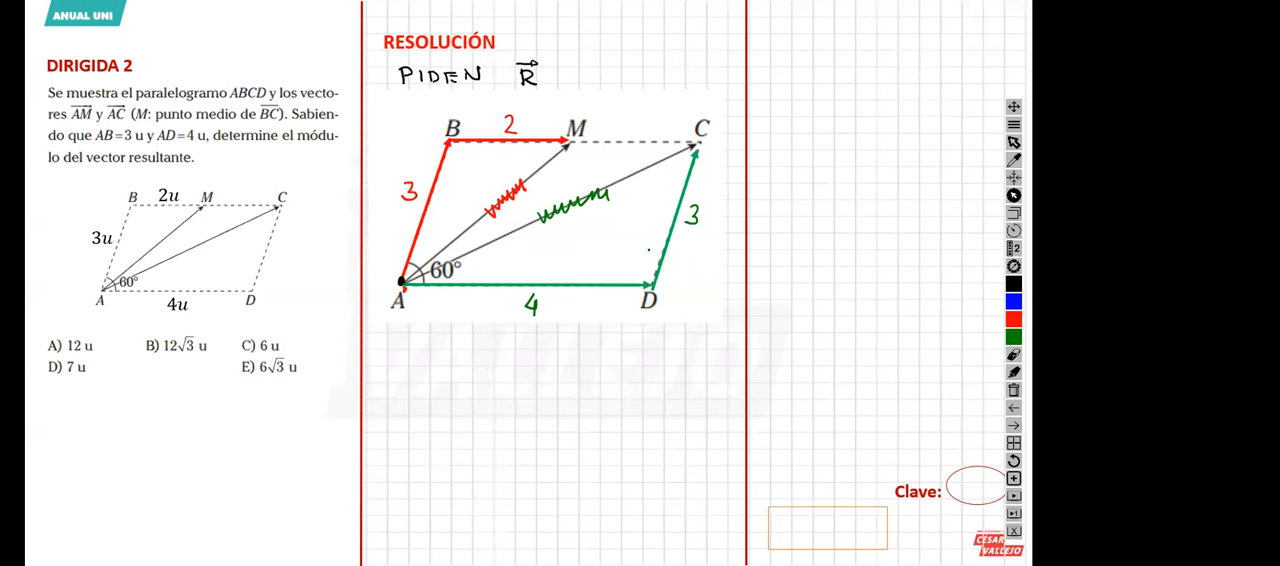 ANUAL UNI
DIRIGIDA 2
Se muestra el paralelogramo ABCD y los vecto-
res AM y AC (M: punto medio de BC). Sabien-
do que AB=3 u y AD=4 u, determine el módu-
lo del vector resultante.
B 2u M C
3u
60°
A 4u D
A) 12 u B) 12√3 u C) 6 u
D) 7 u E) 6√3 u
RESOLUCIÓN
PIDEN R
B 2 M C
3
3
60°
A 4 D
Clave:
CESAR
VALLEJO
2